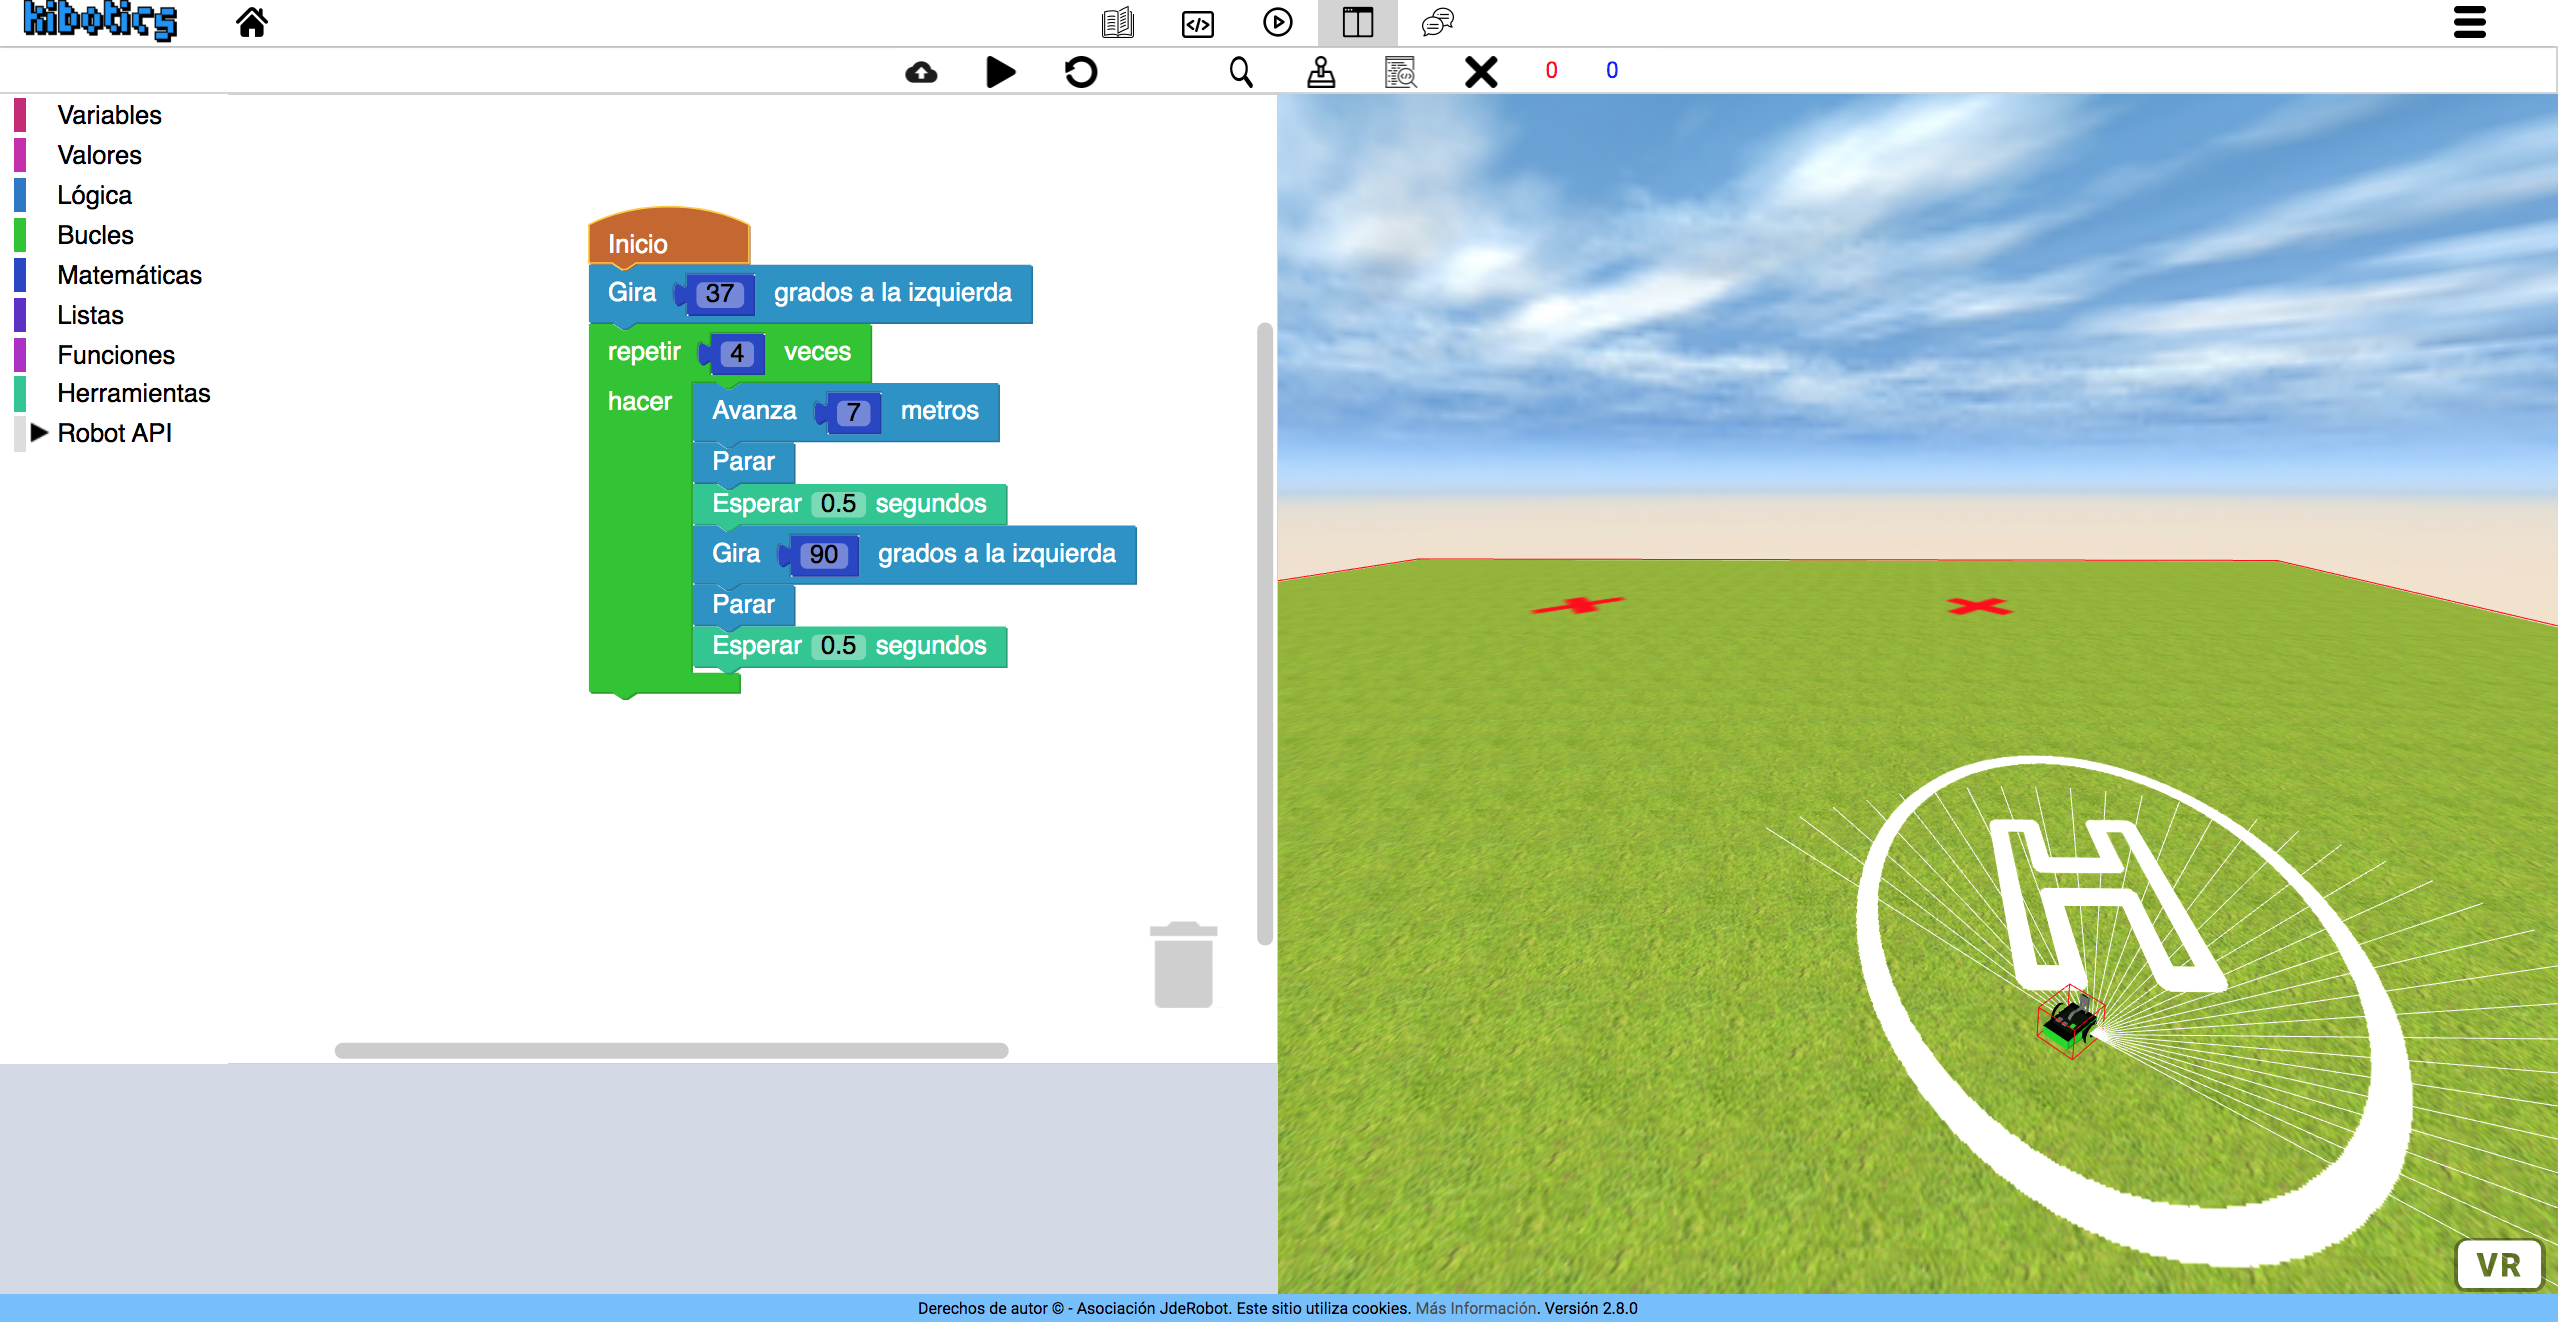 kibotics
0 0
Variables
Valores
Lógica
Bucles
Matemáticas
Listas
Funciones
Herramientas
Robot API
Inicio
Gira 37 grados a la izquierda
repetir 4 veces
hacer
Avanza 7 metros
Parar
Esperar 0.5 segundos
Gira 90 grados a la izquierda
Parar
Esperar 0.5 segundos
H
VR
Derechos de autor © - Asociación JdeRobot. Este sitio utiliza cookies. Más Información. Versión 2.8.0